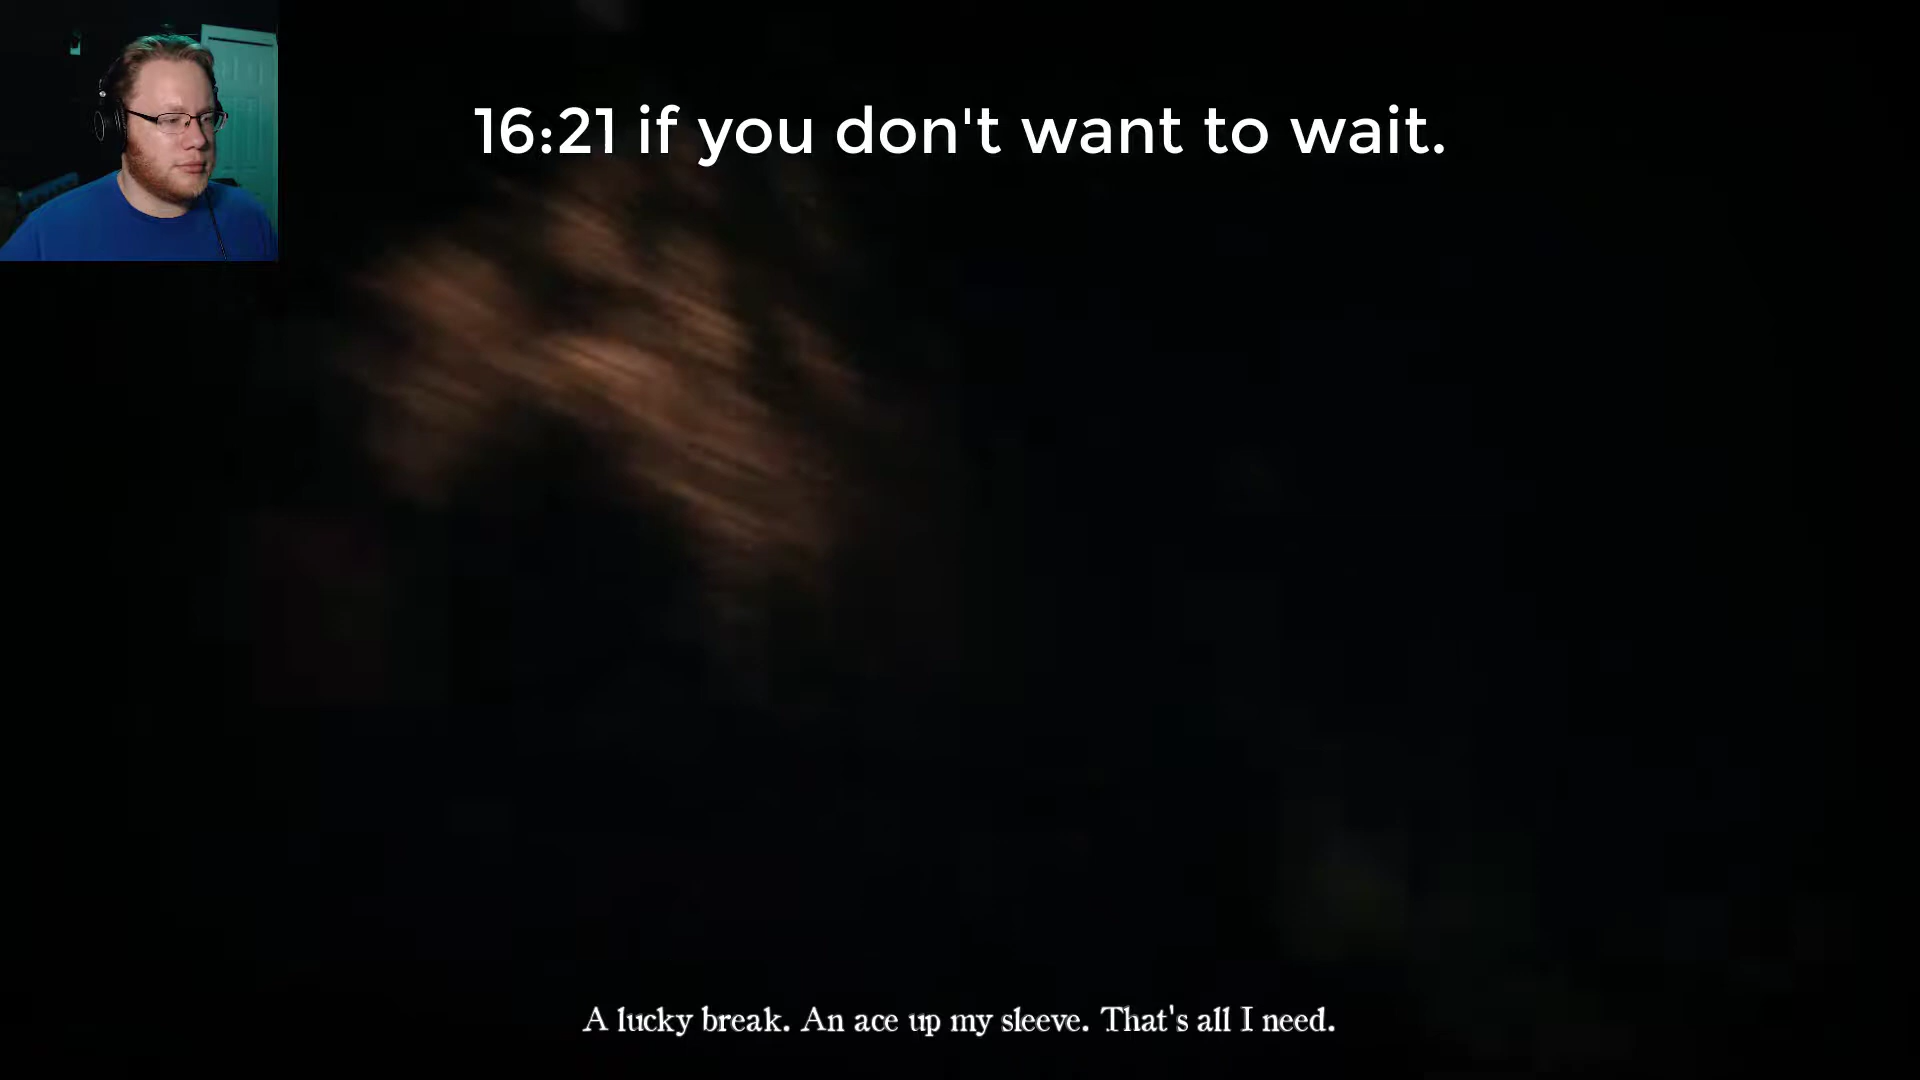 16:21 if you don't want to wait.
A lucky break. An ace up my sleeve. That's all I need.